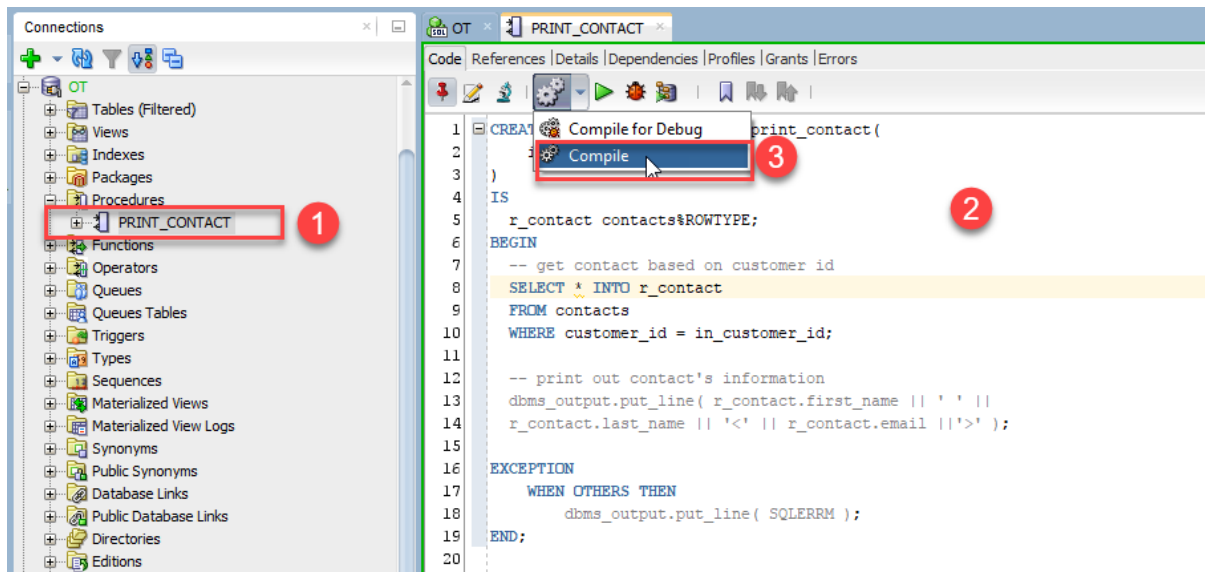 Connections
OT
Tables (Filtered)
Views
Indexes
Packages
Procedures
PRINT_CONTACT
1
Functions
Operators
Queues
Queues Tables
Triggers
Types
Sequences
Materialized Views
Materialized View Logs
Synonyms
Public Synonyms
Database Links
Public Database Links
Directories
Editions
OT PRINT_CONTACT
Code References |Details |Dependencies |Profiles |Grants |Errors
Compile for Debug
Compile
3
2
1 CREAT print_contact(
2
3 )
4 IS
5 r_contact contacts%ROWTYPE;
6 BEGIN
7 -- get contact based on customer id
8 SELECT * INTO r_contact
9 FROM contacts
10 WHERE customer_id = in_customer_id;
11
12 -- print out contact's information
13 dbms_output.put_line( r_contact.first_name || ' ' ||
14 r_contact.last_name || '<' || r_contact.email ||'>' );
15
16 EXCEPTION
17 WHEN OTHERS THEN
18 dbms_output.put_line( SQLERRM );
19 END;
20